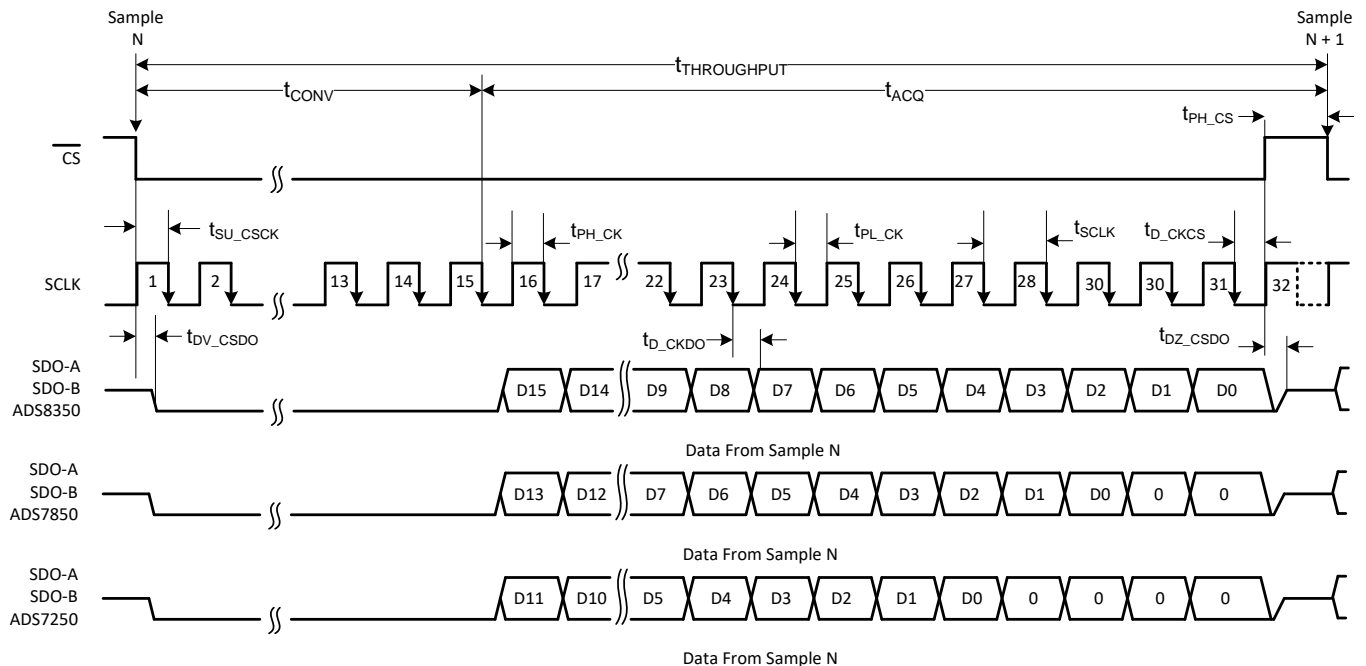 Sample
N
Sample
N + 1
tTHROUGHPUT
tCONV
tACQ
tPH_CS
CS
tSU_CSCK
tPH_CK
tPL_CK
tSCLK
tD_CKCS
SCLK
1 2 13 14 15 16 17 22 23 24 25 26 27 28 30 30 31 32
tDV_CSDO
tD_CKDO
tDZ_CSDO
SDO-A
SDO-B
ADS8350
D15 D14 D9 D8 D7 D6 D5 D4 D3 D2 D1 D0
Data From Sample N
SDO-A
SDO-B
ADS7850
D13 D12 D7 D6 D5 D4 D3 D2 D1 D0 0 0
Data From Sample N
SDO-A
SDO-B
ADS7250
D11 D10 D5 D4 D3 D2 D1 D0 0 0 0 0
Data From Sample N